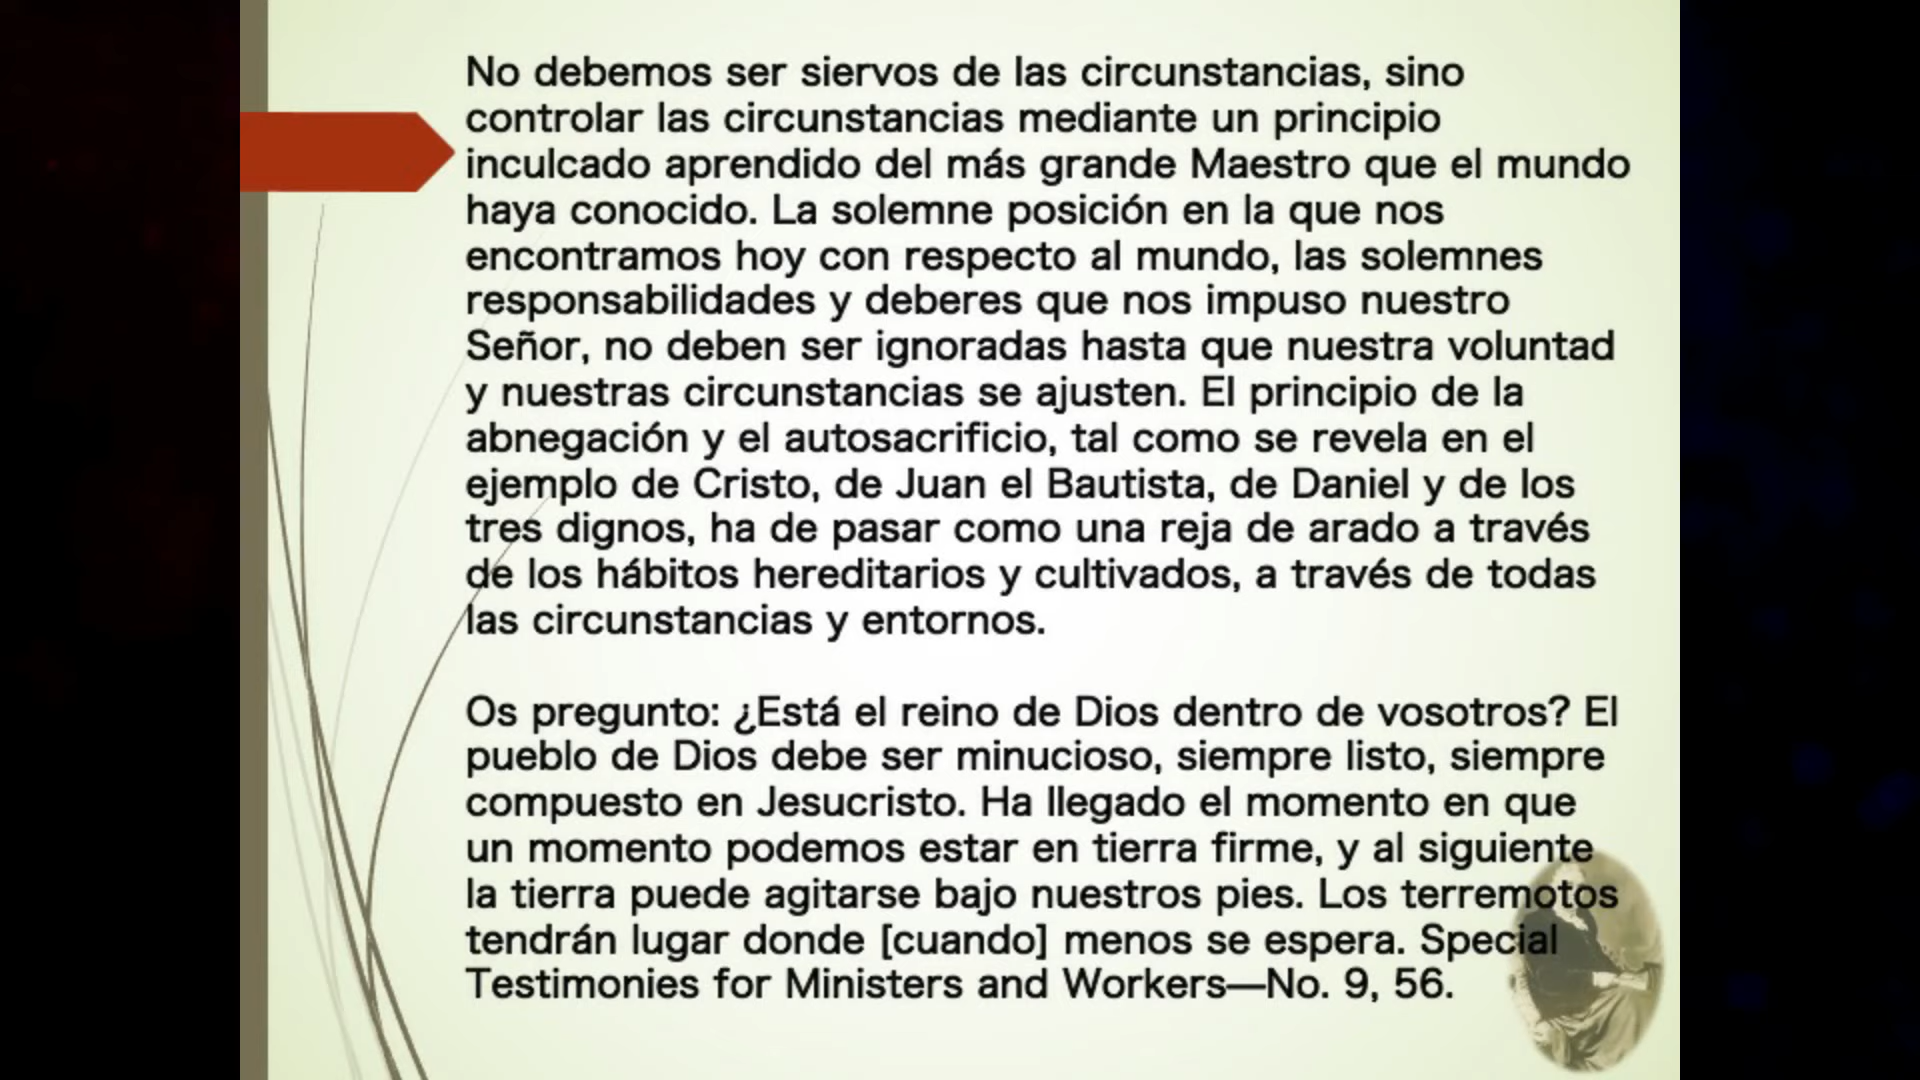 No debemos ser siervos de las circunstancias, sino
controlar las circunstancias mediante un principio
inculcado aprendido del más grande Maestro que el mundo
haya conocido. La solemne posición en la que nos
encontramos hoy con respecto al mundo, las solemnes
responsabilidades y deberes que nos impuso nuestro
Señor, no deben ser ignoradas hasta que nuestra voluntad
y nuestras circunstancias se ajusten. El principio de la
abnegación y el autosacrificio, tal como se revela en el
ejemplo de Cristo, de Juan el Bautista, de Daniel y de los
tres dignos, ha de pasar como una reja de arado a través
de los hábitos hereditarios y cultivados, a través de todas
las circunstancias y entornos.
Os pregunto: ¿Está el reino de Dios dentro de vosotros? El
pueblo de Dios debe ser minucioso, siempre listo, siempre
compuesto en Jesucristo. Ha llegado el momento en que
un momento podemos estar en tierra firme, y al siguiente
la tierra puede agitarse bajo nuestros pies. Los terremotos
tendrán lugar donde [cuando] menos se espera. Special
Testimonies for Ministers and Workers—No. 9, 56.